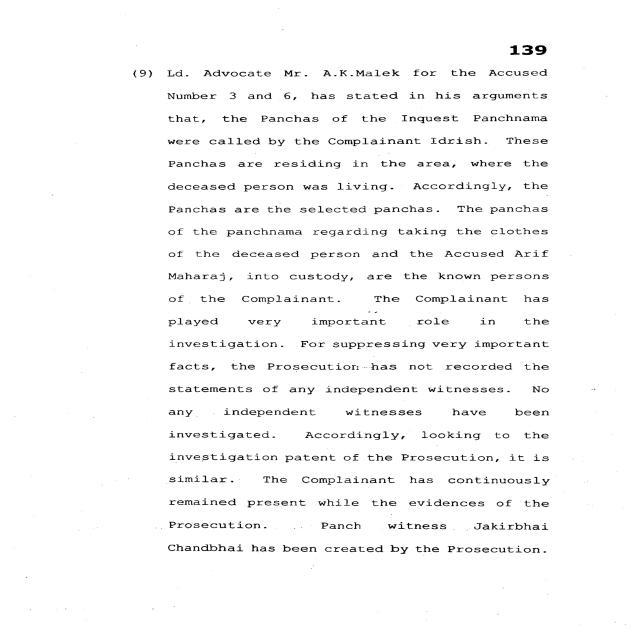 139
(9) Ld. Advocate Mr. A.K.Malek for the Accused
Number 3 and 6, has stated in his arguments
that, the Panchas of the Inquest Panchnama
were called by the Complainant Idrish. These
Panchas are residing in the area, where the
deceased person was living. Accordingly, the
Panchas are the selected panchas. The panchas
of the panchnama regarding taking the clothes
of the deceased person and the Accused Arif
Maharaj, into custody, are the known persons
of the Complainant. The Complainant has
played very important role in the
investigation. For suppressing very important
facts, the Prosecution has not recorded the
statements of any independent witnesses. No
any independent witnesses have been
investigated. Accordingly, looking to the
investigation patent of the Prosecution, it is
similar. The Complainant has continuously
remained present while the evidences of the
Prosecution. Panch witness Jakirbhai
Chandbhai has been created by the Prosecution.